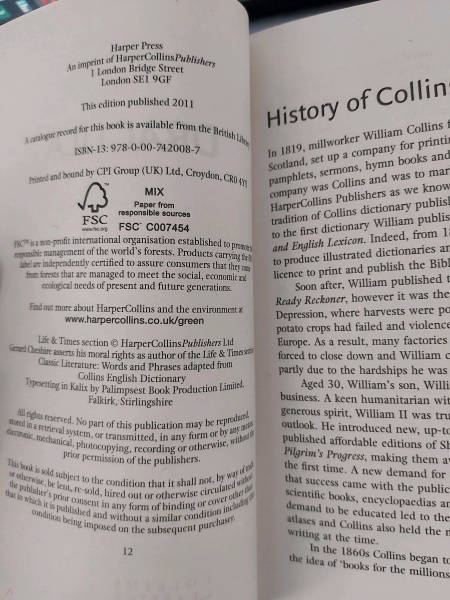 Harper Press
An imprint of HarperCollinsPublishers
1 London Bridge Street
London SE1 9GF
This edition published 2011
A catalogue record for this book is available from the British
ISBN-13: 978-0-00-742008-7
Printed and bound by CPI Group (UK) Ltd, Croydon, CR0 4YY
FSC
www.fsc.org
MIX
Paper from
responsible sources
FSC C007454
FSC™ is a non-profit international organisation established to promote
responsible management of the world's forests. Products carrying the
label are independently certified to assure consumers that they come
from forests that are managed to meet the social, economic and
ecological needs of present and future generations.
Find out more about HarperCollins and the environment at
www.harpercollins.co.uk/green
Life & Times section © HarperCollinsPublishers Ltd
Gerard Cheshire asserts his moral rights as author of the Life & Times section
Classic Literature: Words and Phrases adapted from
Collins English Dictionary
Typesetting in Kalix by Palimpsest Book Production Limited,
Falkirk, Stirlingshire
All rights reserved. No part of this publication may be reproduced,
stored in a retrieval system, or transmitted, in any form or by any means,
electronic, mechanical, photocopying, recording or otherwise, without the
prior permission of the publishers.
This book is sold subject to the condition that it shall not, by way of trade
or otherwise, be lent, re-sold, hired out or otherwise circulated without
the publisher's prior consent in any form of binding or cover other than
that in which it is published and without a similar condition including this
condition being imposed on the subsequent purchaser.
12
History of Collins
In 1819, millworker William Collins
Scotland, set up a company for printing
pamphlets, sermons, hymn books and
company was Collins and was to mar
HarperCollins Publishers as we know
tradition of Collins dictionary publish
to the first dictionary William publis
and English Lexicon. Indeed, from 18
to produce illustrated dictionaries an
licence to print and publish the Bib
Soon after, William published t
Ready Reckoner, however it was the
Depression, where harvests were po
potato crops had failed and violence
Europe. As a result, many factories
forced to close down and William c
partly due to the hardships he was
Aged 30, William's son, Willi
business. A keen humanitarian wit
generous spirit, William II was tru
outlook. He introduced new, up-to
published affordable editions of Sh
Pilgrim's Progress, making them av
the first time. A new demand for
that success came with the public
scientific books, encyclopaedias an
demand to be educated led to the
atlases and Collins also held the m
writing at the time.
In the 1860s Collins began to
the idea of 'books for the millions